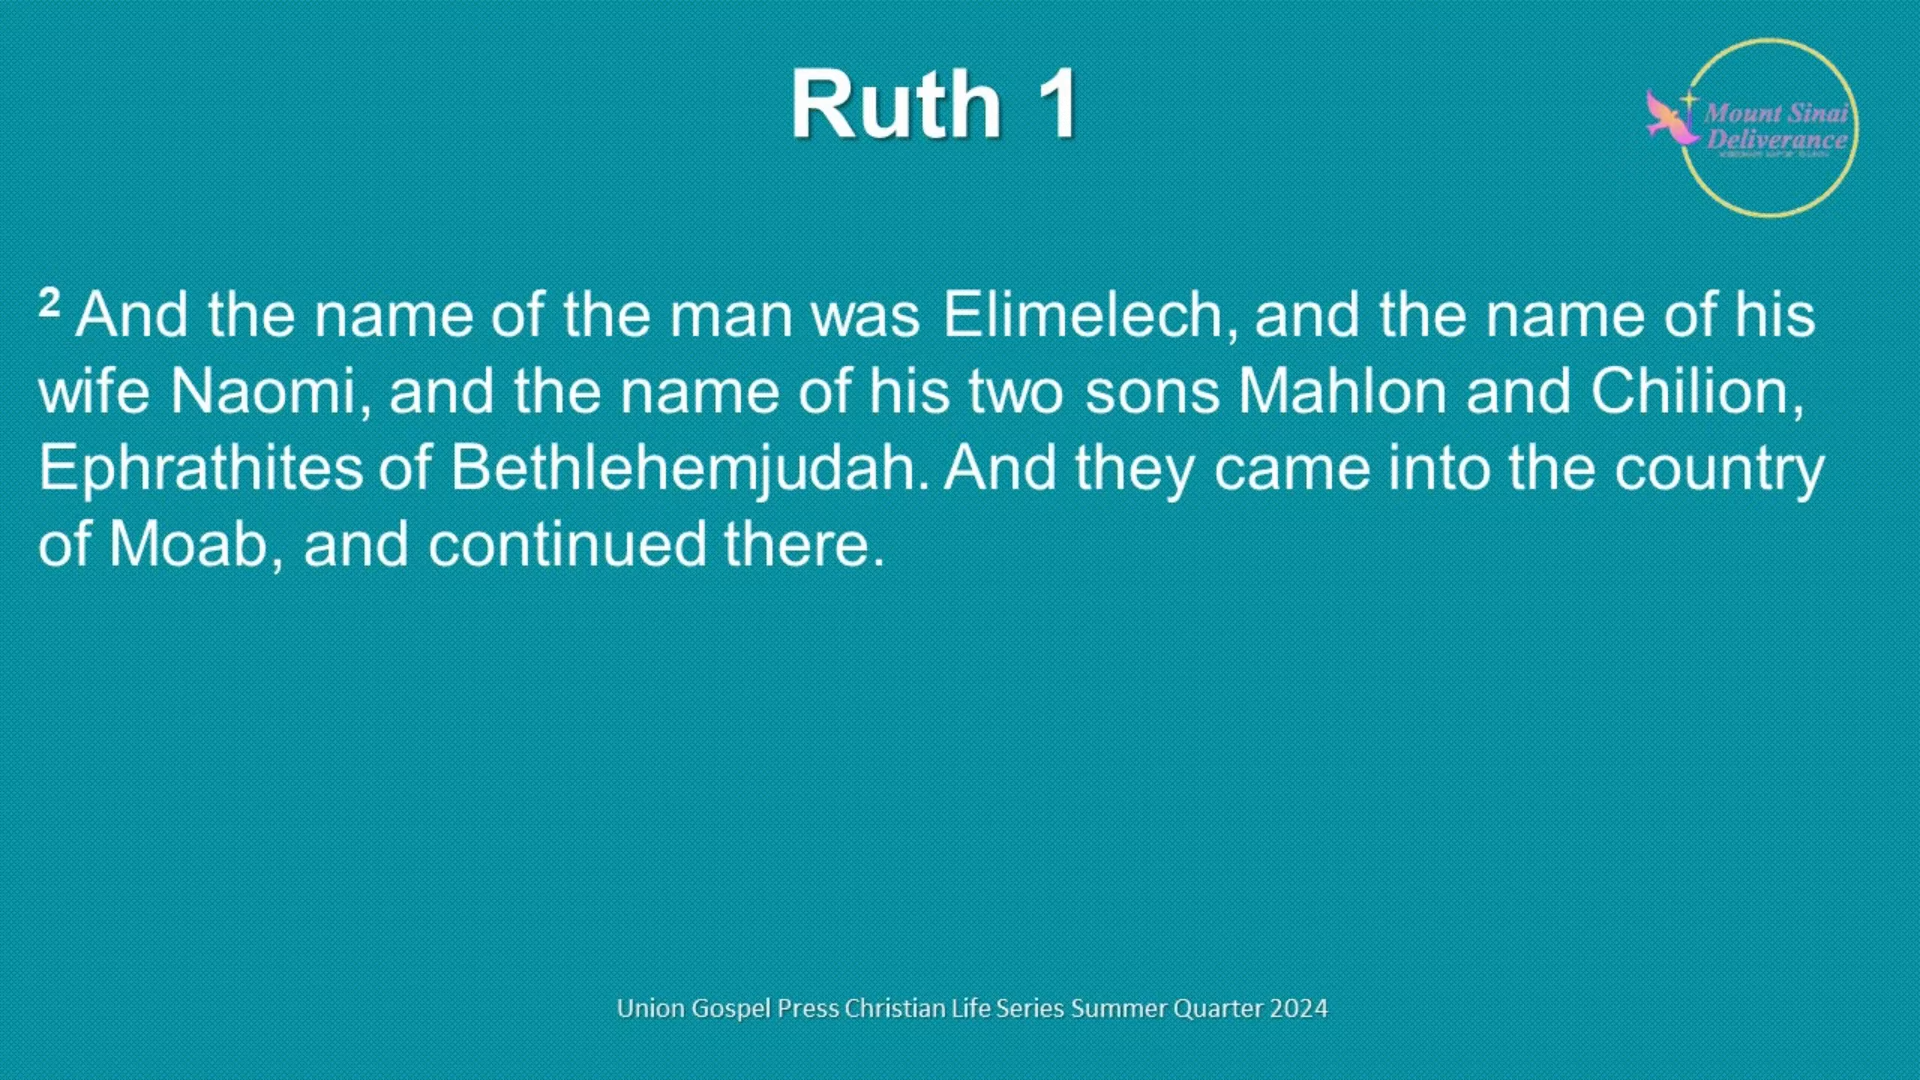 Ruth 1
Mount Sinai
Deliverance
² And the name of the man was Elimelech, and the name of his
wife Naomi, and the name of his two sons Mahlon and Chilion,
Ephrathites of Bethlehemjudah. And they came into the country
of Moab, and continued there.
Union Gospel Press Christian Life Series Summer Quarter 2024